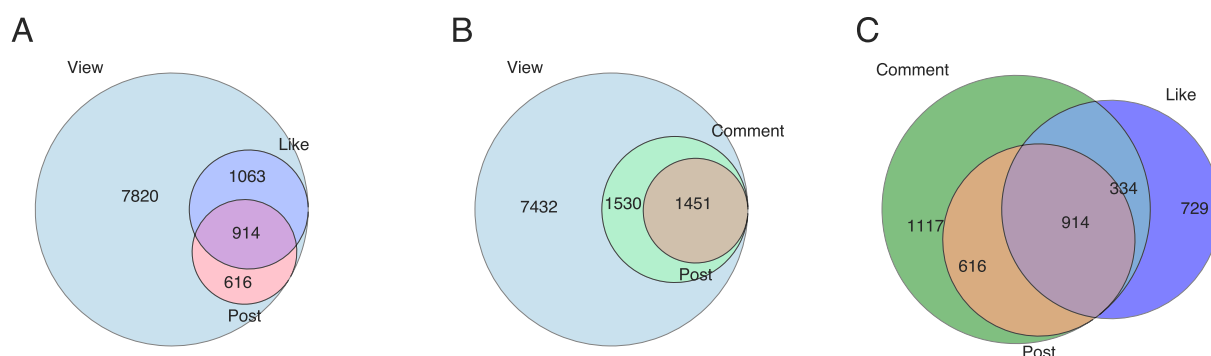 A
View
Like
1063
7820
914
616
Post
B
View
Comment
7432
1530
1451
Post
C
Comment
Like
334
729
1117
914
616
Post